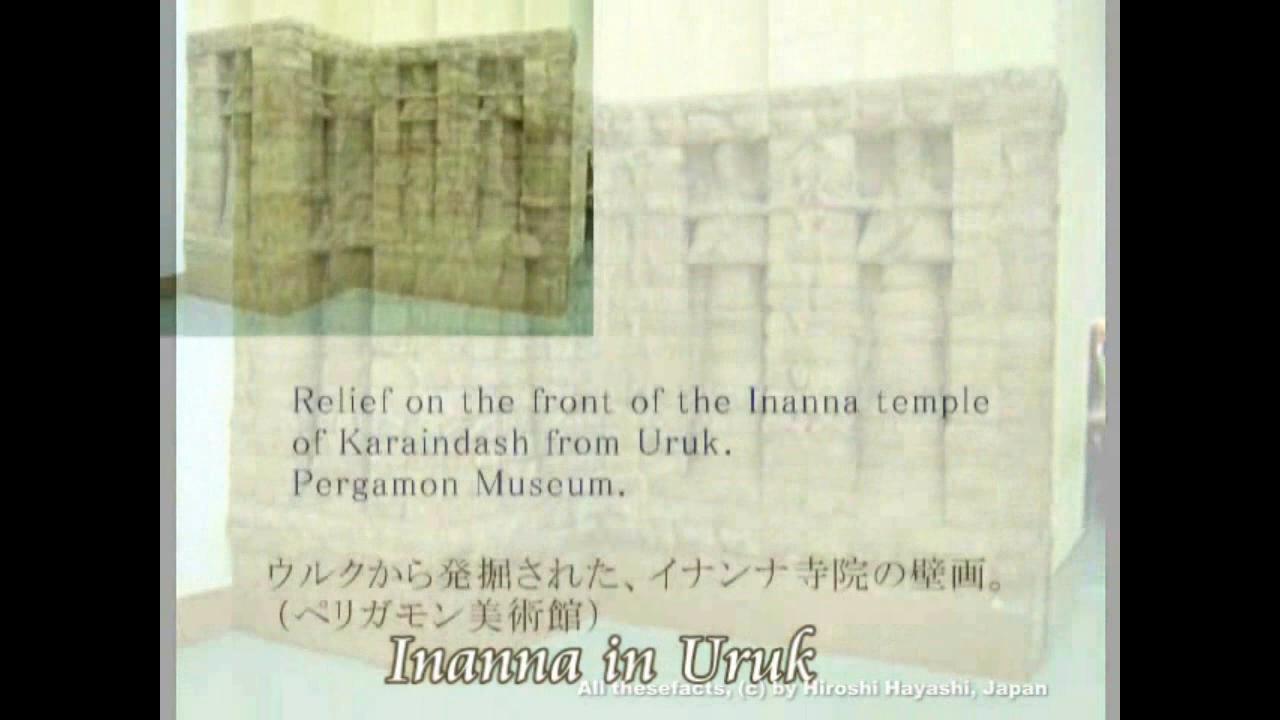 Relief on the front of the Inanna temple
of Karaindash from Uruk.
Pergamon Museum.
ウルクから発掘された、イナンナ寺院の壁画。
（ペリガモン美術館）
Inanna in Uruk
All thesefacts, (c) by Hiroshi Hayashi, Japan